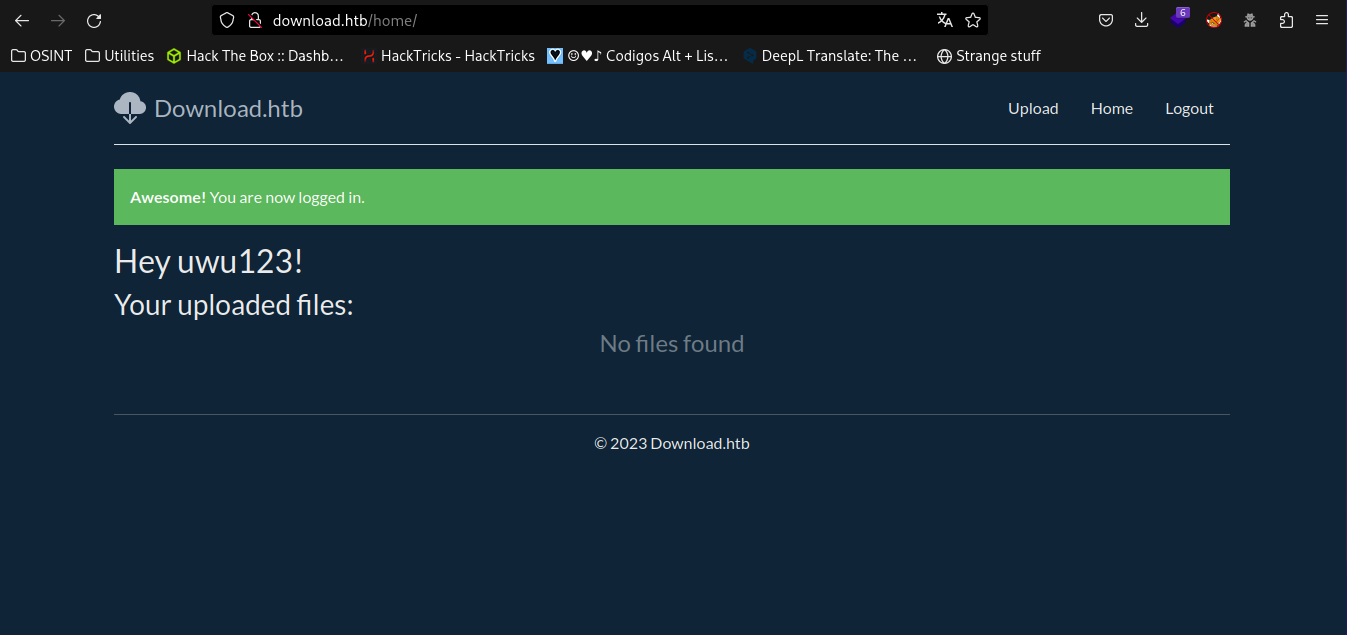 download.htb/home/
6
OSINT Utilities Hack The Box :: Dashb… HackTricks - HackTricks ☺♥♪ Codigos Alt + Lis… DeepL Translate: The … Strange stuff
Download.htb Upload Home Logout
Awesome! You are now logged in.
Hey uwu123!
Your uploaded files:
No files found
© 2023 Download.htb